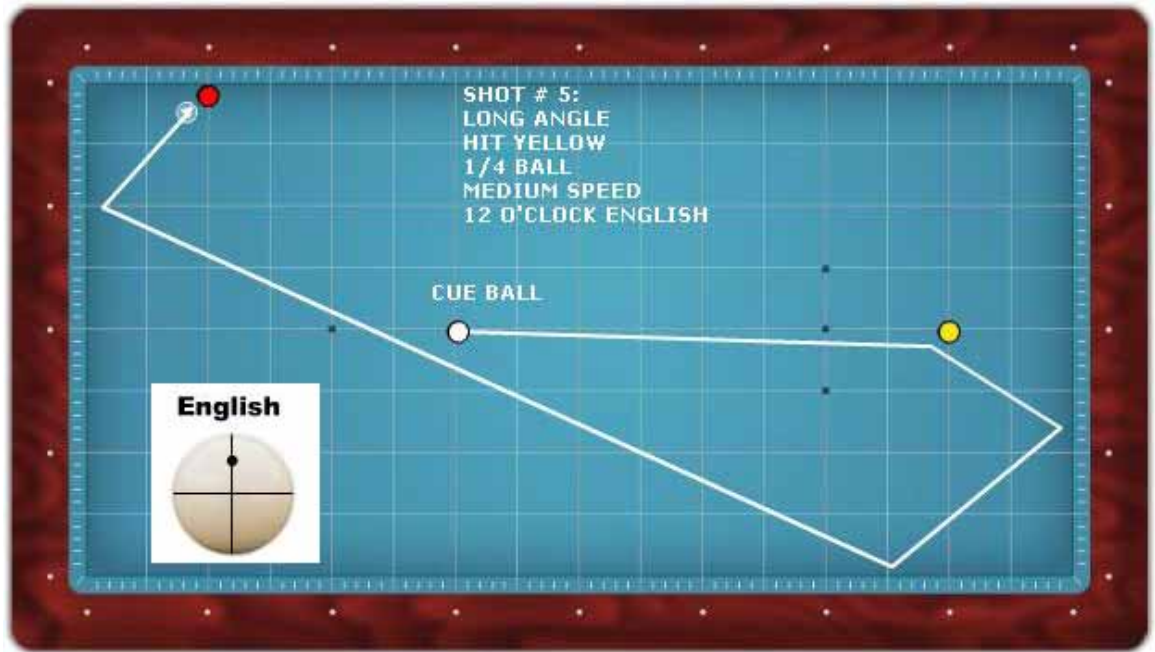 SHOT # 5:
LONG ANGLE
HIT YELLOW
1/4 BALL
MEDIUM SPEED
12 O'CLOCK ENGLISH
CUE BALL
English